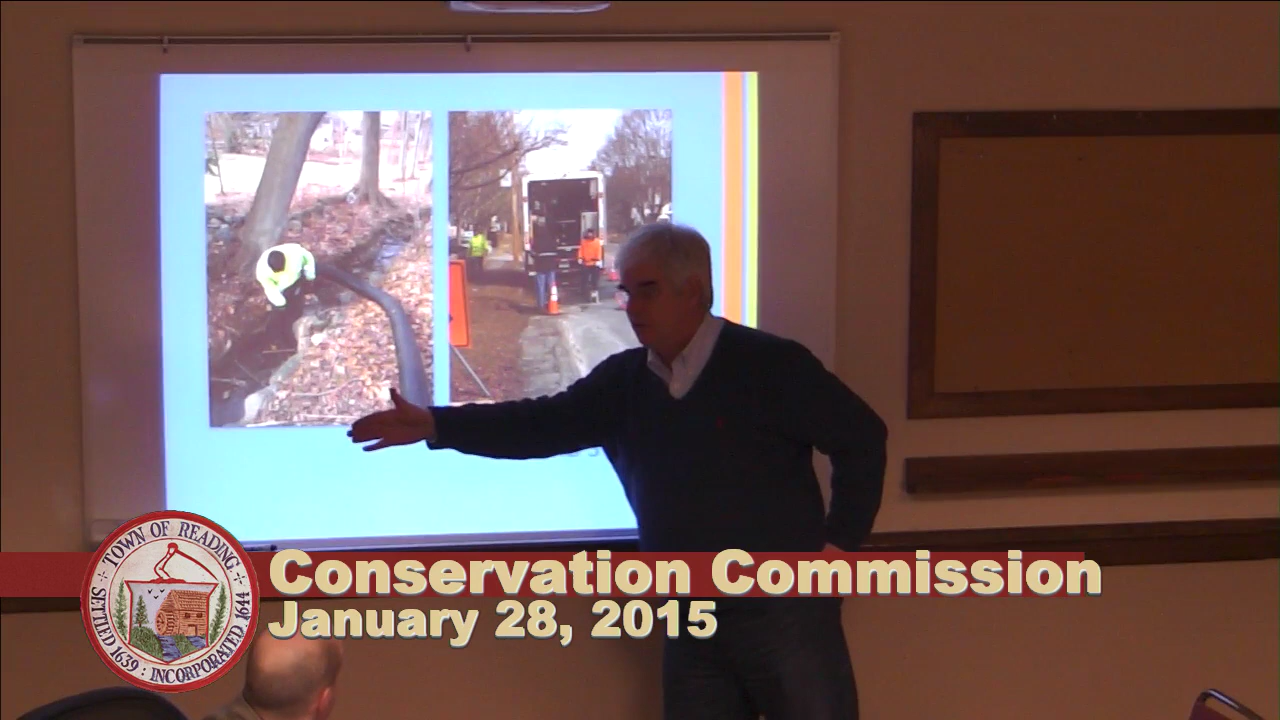 Conservation Commission
January 28, 2015
TOWN OF READING
SETTLED 1639 : INCORPORATED 1644